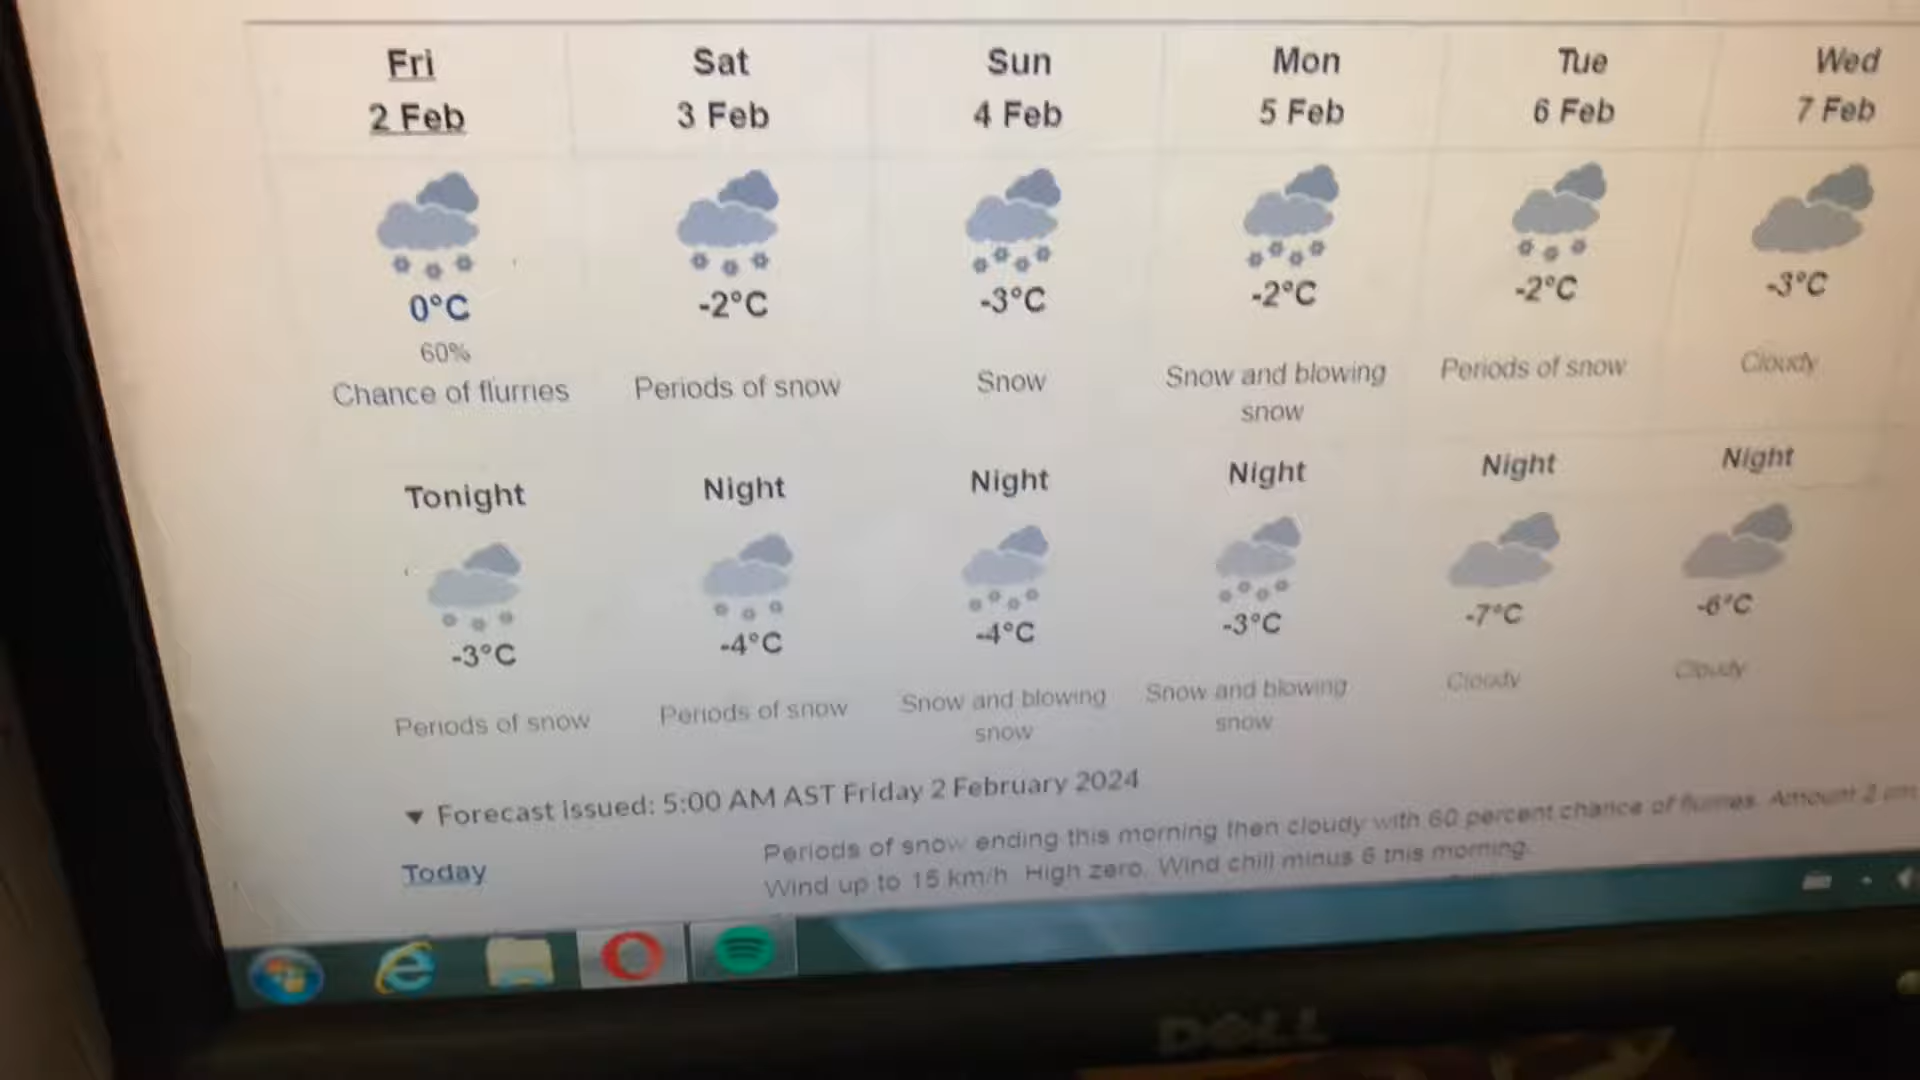 Fri Sat Sun Mon Tue Wed
2 Feb 3 Feb 4 Feb 5 Feb 6 Feb 7 Feb
0°C -2°C -3°C -2°C -2°C -3°C
60%
Chance of flurries Periods of snow Snow Snow and blowing Periods of snow Cloudy
snow
Tonight Night Night Night Night Night
-3°C -4°C -4°C -3°C -7°C -6°C
Periods of snow Periods of snow Snow and blowing Snow and blowing Cloudy Cloudy
snow snow
▼ Forecast issued: 5:00 AM AST Friday 2 February 2024
Today Periods of snow ending this morning then cloudy with 60 percent chance of flurries. Amount 2 cm.
Wind up to 15 km/h. High zero. Wind chill minus 6 this morning.
DELL